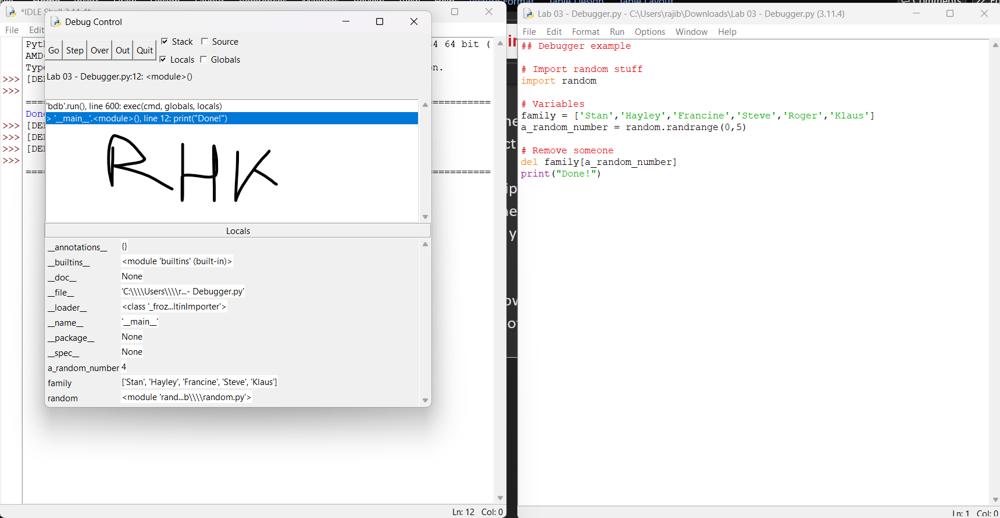 *IDLE Shell 3.11.4*
File Edit
Debug Control
Go Step Over Out Quit
Stack Source
Locals Globals
Lab 03 - Debugger.py:12: <module>()
'bdb'.run(), line 600: exec(cmd, globals, locals)
> '__main__'.<module>(), line 12: print("Done!")
RHK
Locals
__annotations__ {}
__builtins__ <module 'builtins' (built-in)>
__doc__ None
__file__ 'C:\\\\Users\\\\r...- Debugger.py'
__loader__ <class '_froz...ltinImporter'>
__name__ '__main__'
__package__ None
__spec__ None
a_random_number 4
family ['Stan', 'Hayley', 'Francine', 'Steve', 'Klaus']
random <module 'rand...b\\\\random.py'>
4 64 bit (
AMD
Type
on.
>>> [DE
>>>
Done
>>> [DE
>>> [DE
>>> [DE
>>>
Ln: 12 Col: 0
Lab 03 - Debugger.py - C:\Users\rajib\Downloads\Lab 03 - Debugger.py (3.11.4)
File Edit Format Run Options Window Help
## Debugger example
# Import random stuff
import random
# Variables
family = ['Stan','Hayley','Francine','Steve','Roger','Klaus']
a_random_number = random.randrange(0,5)
# Remove someone
del family[a_random_number]
print("Done!")
Ln: 1 Col: 0